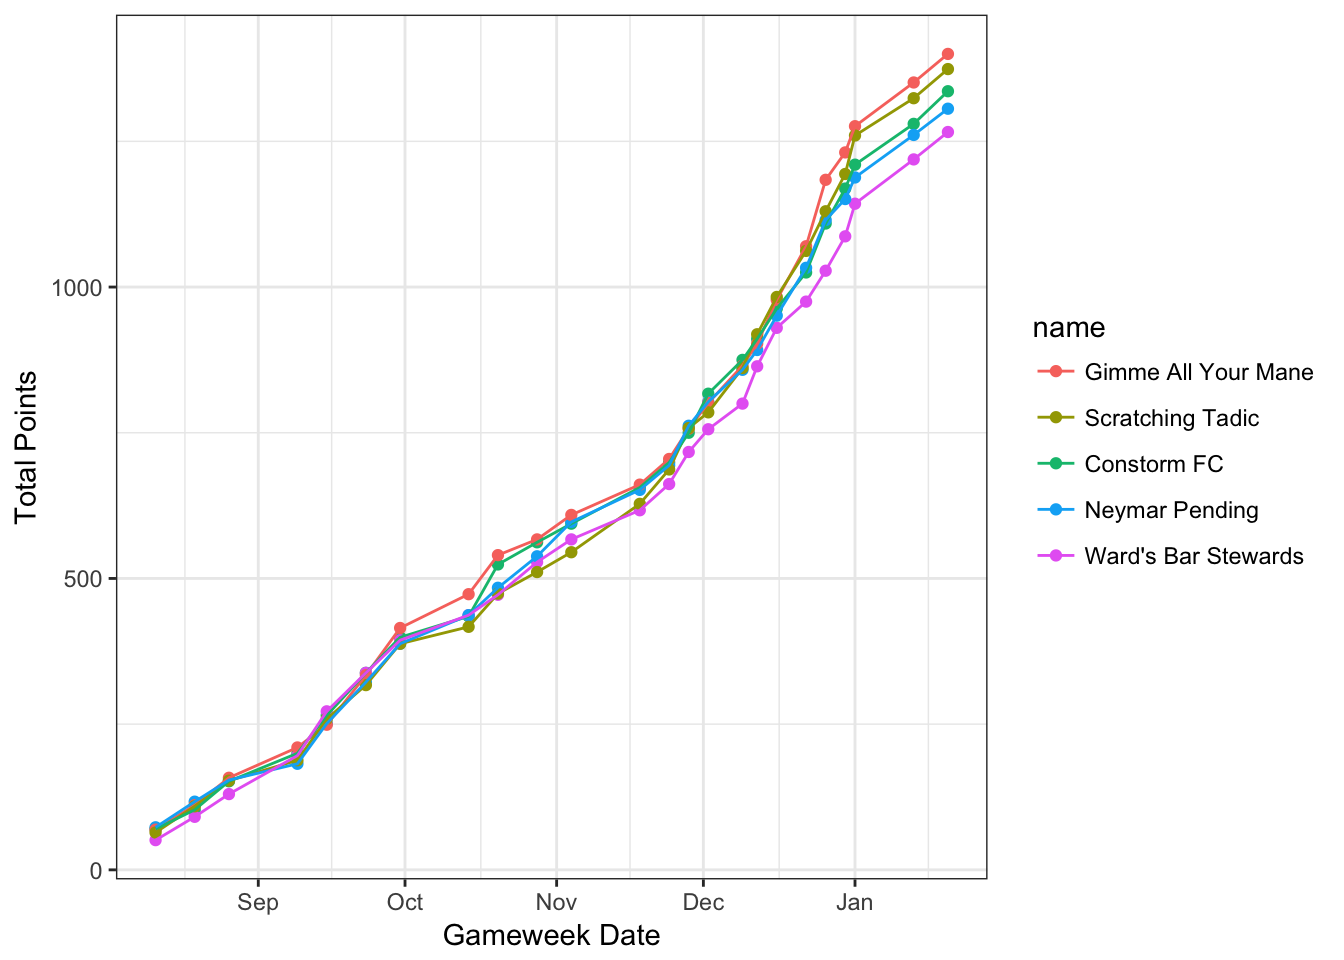 Total Points
1000
500
0
Sep Oct Nov Dec Jan
Gameweek Date
name
Gimme All Your Mane
Scratching Tadic
Constorm FC
Neymar Pending
Ward's Bar Stewards